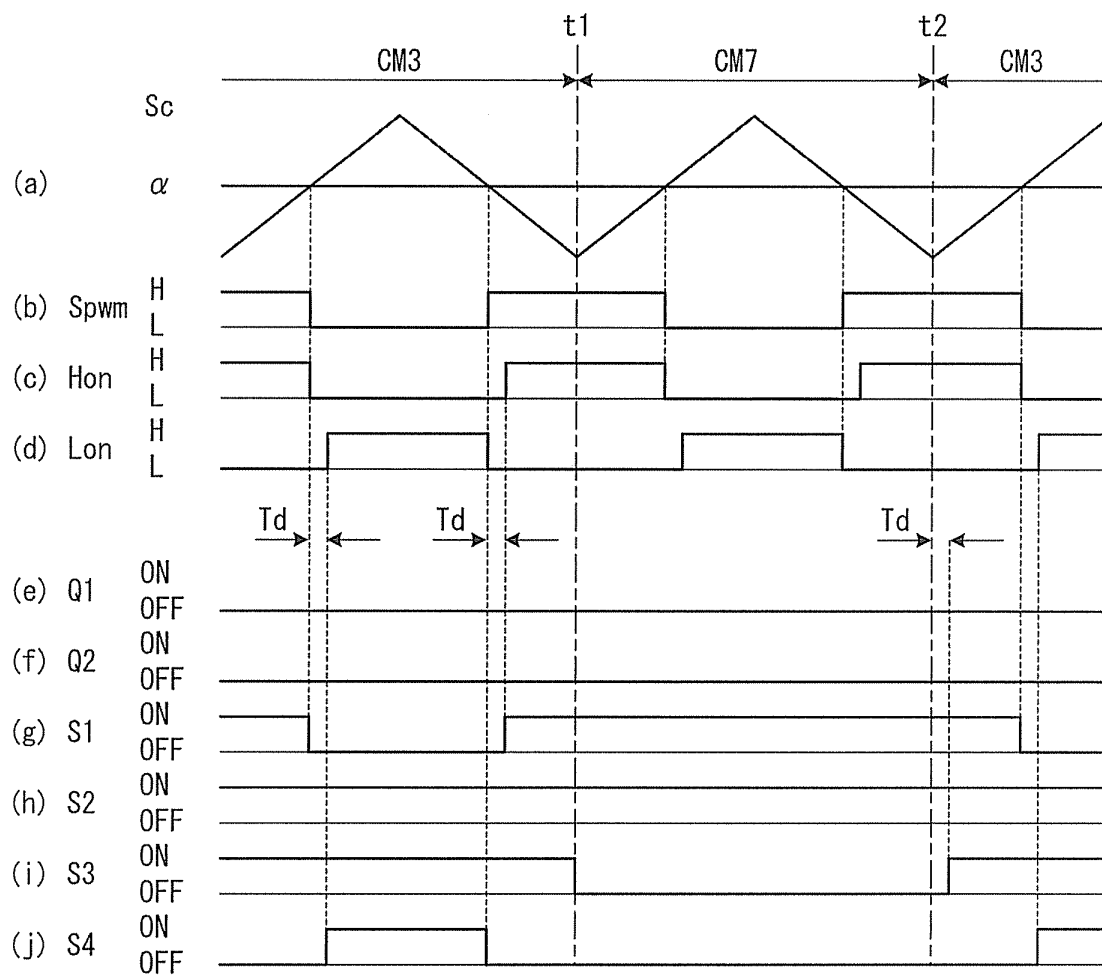 t1 t2
CM3 CM7 CM3
Sc
(a) α
(b) Spwm H
L
(c) Hon H
L
(d) Lon H
L
Td Td Td
(e) Q1 ON
OFF
(f) Q2 ON
OFF
(g) S1 ON
OFF
(h) S2 ON
OFF
(i) S3 ON
OFF
(j) S4 ON
OFF